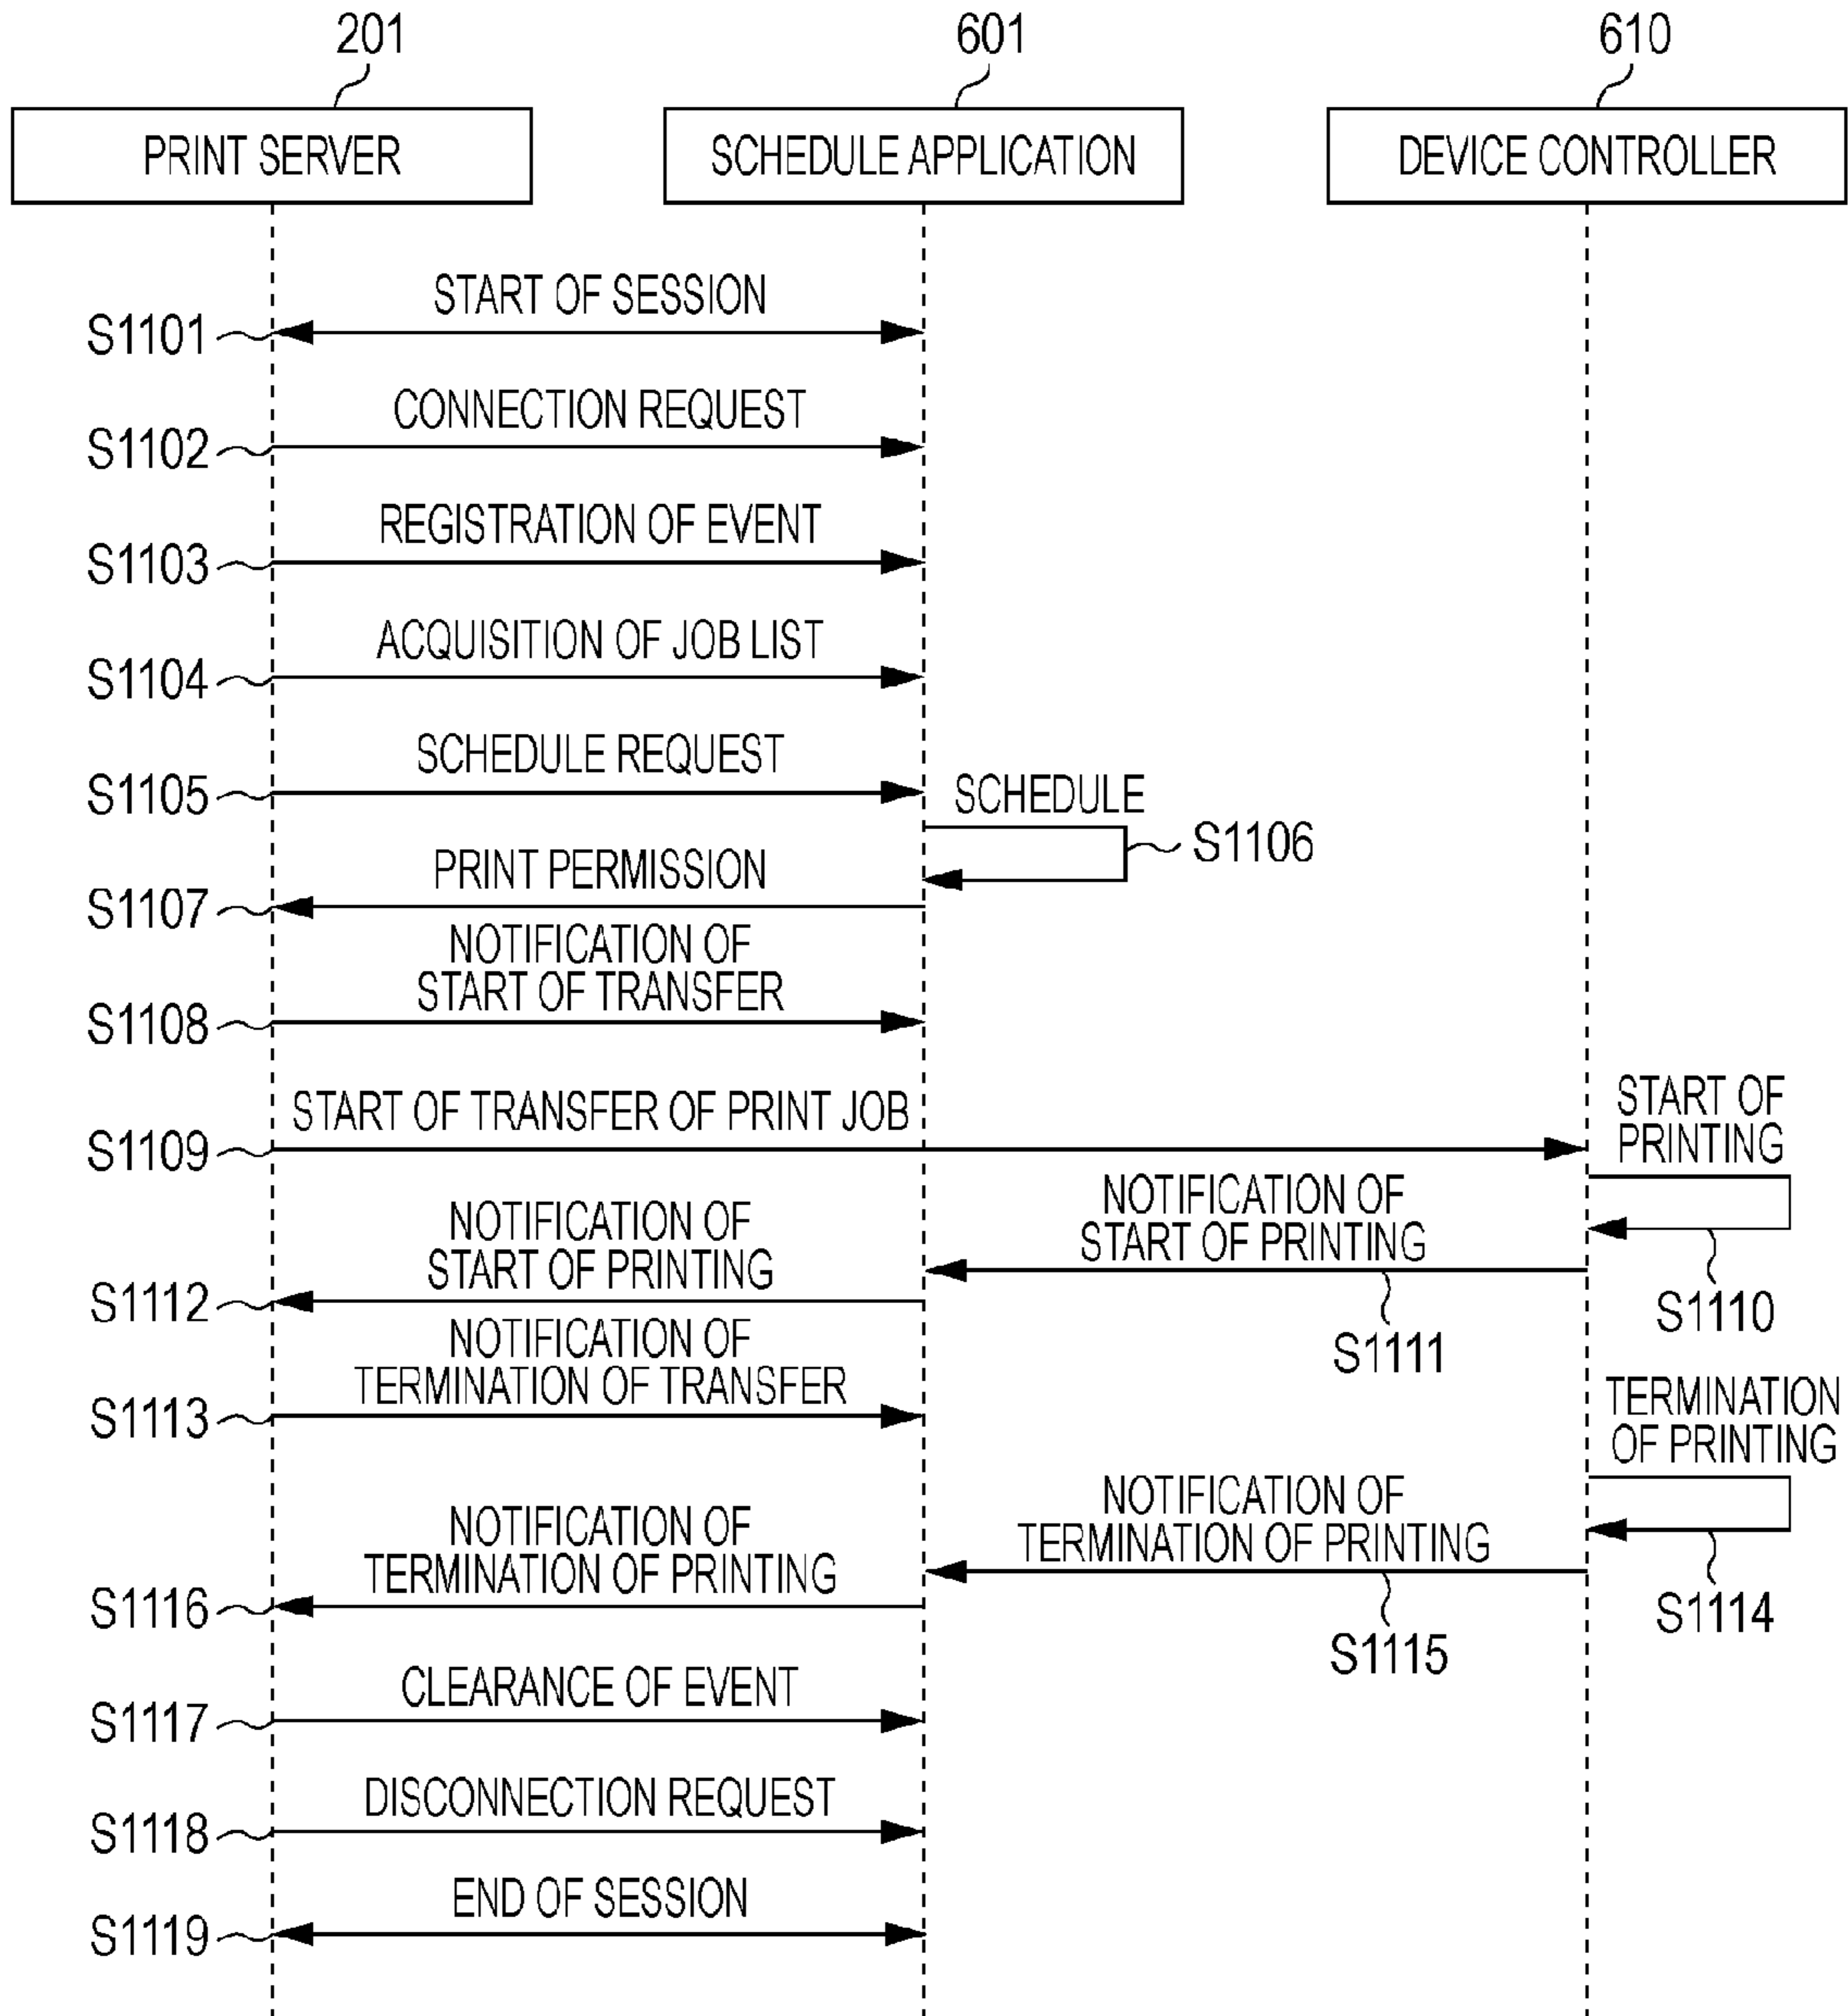 201
601
610
PRINT SERVER
SCHEDULE APPLICATION
DEVICE CONTROLLER
START OF SESSION
S1101
CONNECTION REQUEST
S1102
REGISTRATION OF EVENT
S1103
ACQUISITION OF JOB LIST
S1104
SCHEDULE REQUEST
S1105
SCHEDULE
S1106
PRINT PERMISSION
S1107
NOTIFICATION OF
START OF TRANSFER
S1108
START OF TRANSFER OF PRINT JOB
S1109
START OF
PRINTING
S1110
NOTIFICATION OF
START OF PRINTING
S1111
NOTIFICATION OF
START OF PRINTING
S1112
NOTIFICATION OF
TERMINATION OF TRANSFER
S1113
TERMINATION
OF PRINTING
S1114
NOTIFICATION OF
TERMINATION OF PRINTING
S1115
NOTIFICATION OF
TERMINATION OF PRINTING
S1116
CLEARANCE OF EVENT
S1117
DISCONNECTION REQUEST
S1118
END OF SESSION
S1119